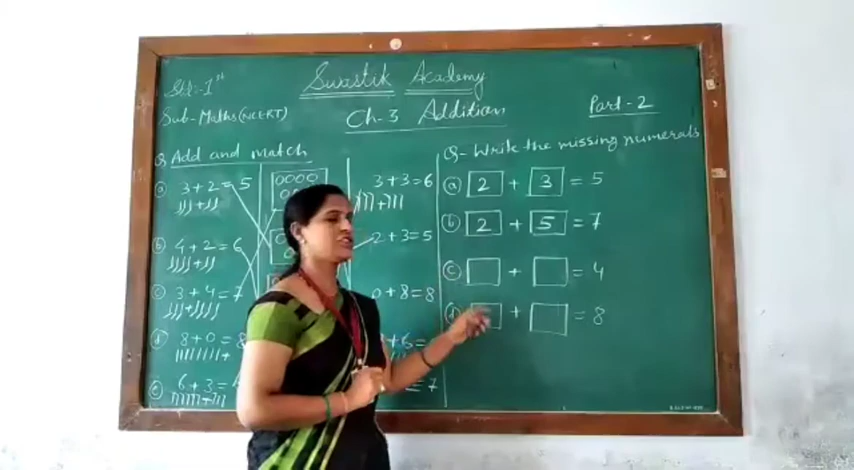 Std:-1st
Swastik Academy
Sub-Maths(NCERT)
Ch-3 Addition
Part-2
Q Add and match
(a) 3+2=5
3+3=6
(b) 4+2=6
2+3=5
(c) 3+4=7
0+8=8
(d) 8+0=8
(e) 6+3=
=7
Q- Write the missing numerals
(a) 2 + 3 = 5
(b) 2 + 5 = 7
(c) + = 4
(d) + = 8